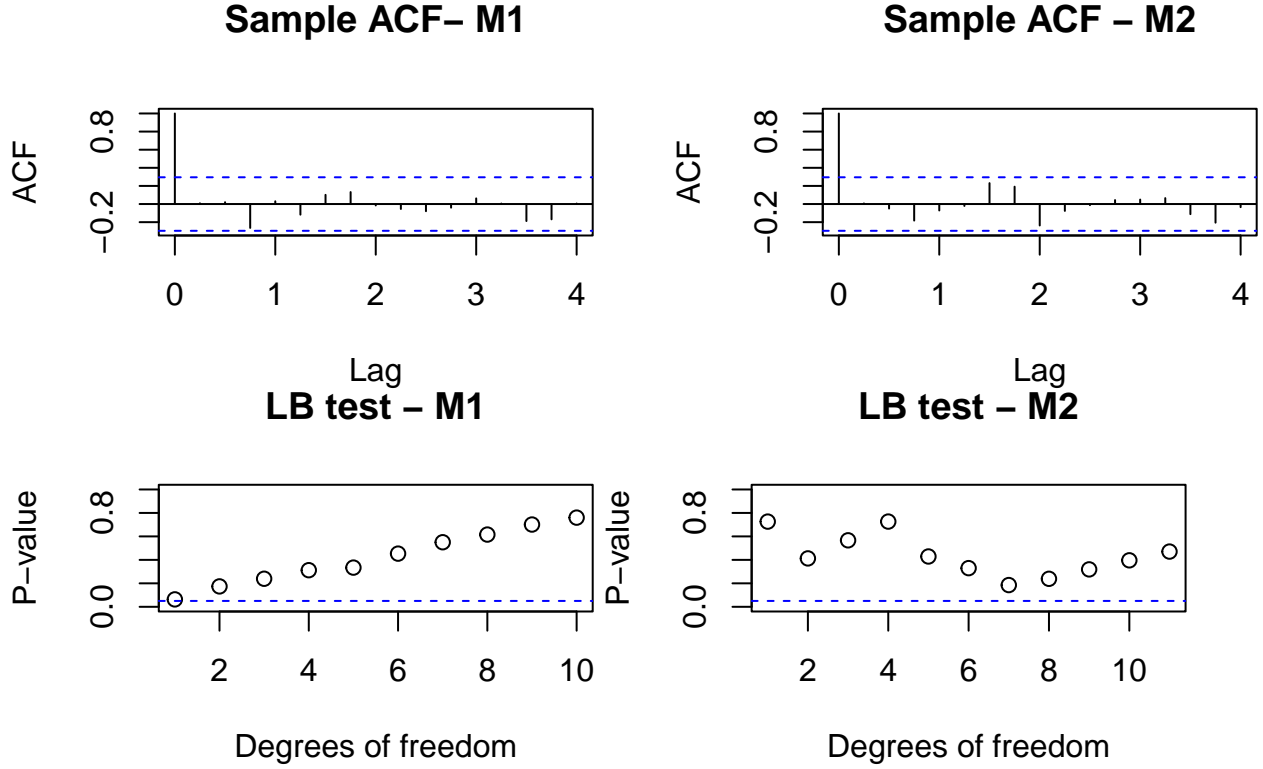 Sample ACF– M1
ACF
0.8
−0.2
0 1 2 3 4
Lag
Sample ACF – M2
ACF
0.8
−0.2
0 1 2 3 4
Lag
LB test – M1
P−value
0.8
0.0
2 4 6 8 10
Degrees of freedom
LB test – M2
P−value
0.8
0.0
2 4 6 8 10
Degrees of freedom